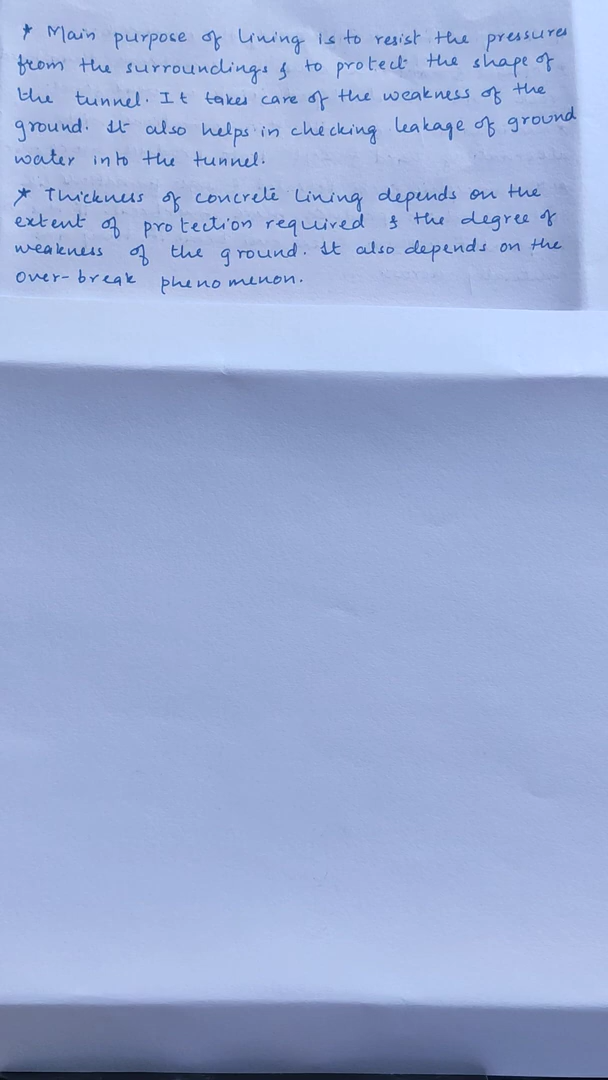 * Main purpose of lining is to resist the pressures
from the surroundings & to protect the shape of
the tunnel. It takes care of the weakness of the
ground. It also helps in checking leakage of ground
water into the tunnel.
* Thickness of concrete lining depends on the
extent of protection required & the degree of
weakness of the ground. It also depends on the
over-break phenomenon.